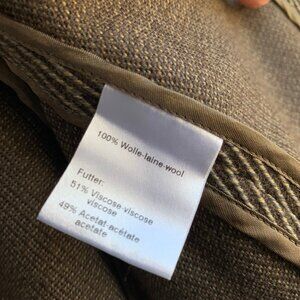 100% Wolle-laine-wool
Futter:
51% Viscose-viscose
viscose
49% Acetat-acétate
acetate